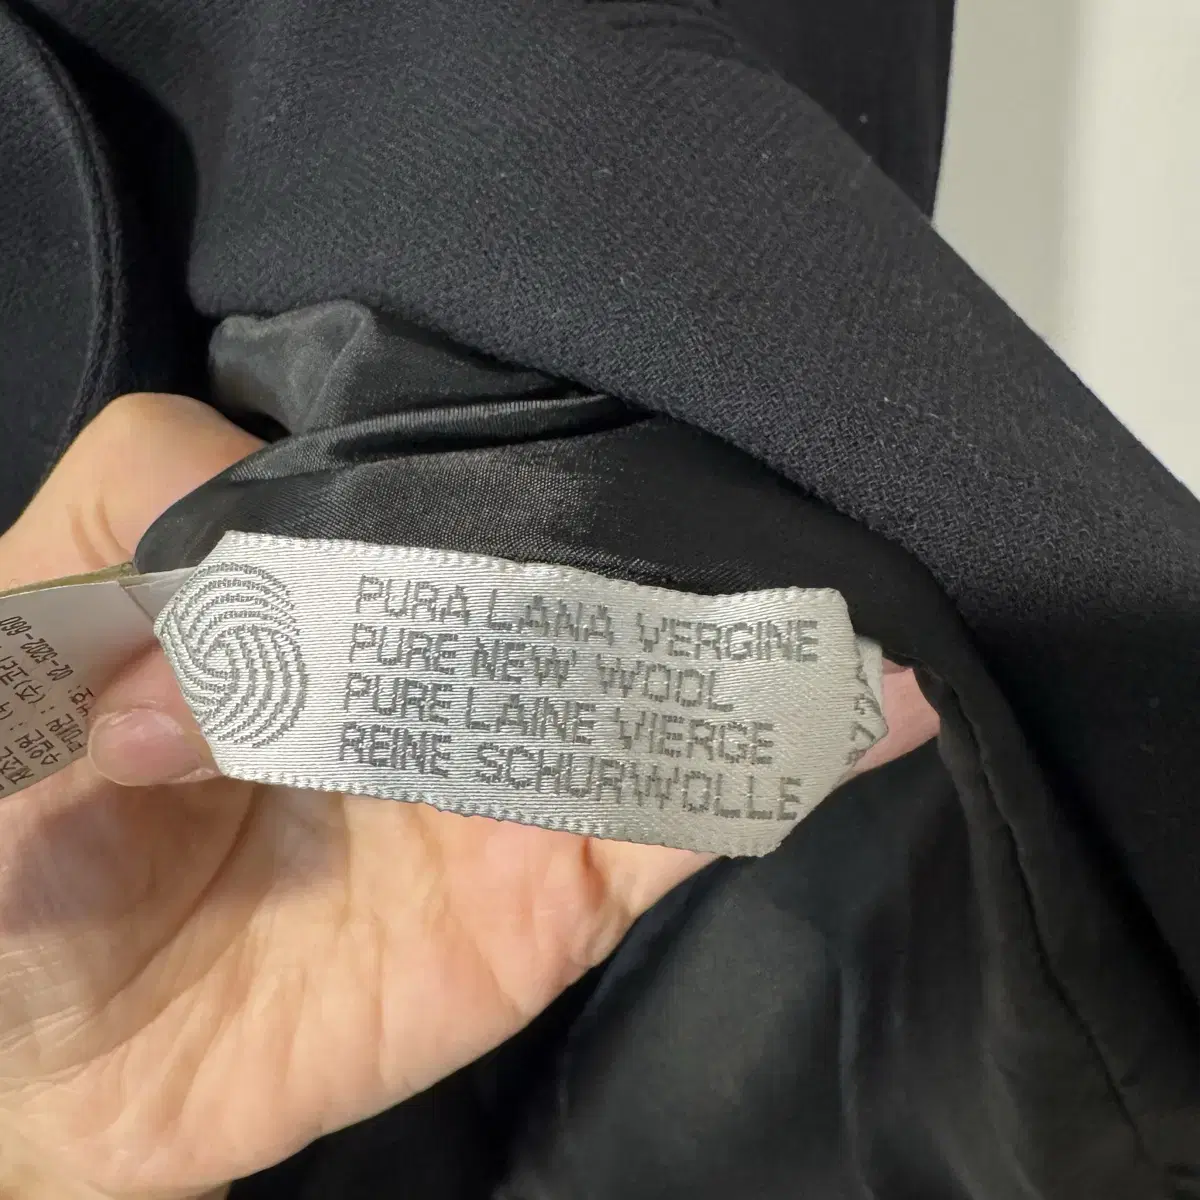 PURA LANA VERGINE
PURE NEW WOOL
PURE LAINE VIERGE
REINE SCHURWOLLE